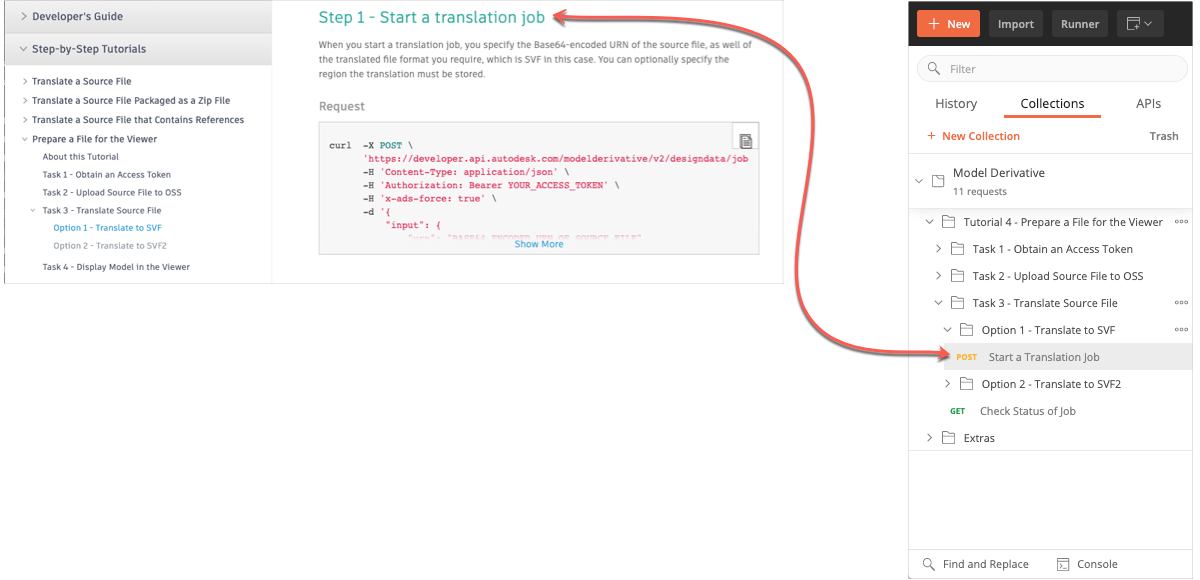 Developer's Guide
Step-by-Step Tutorials
Translate a Source File
Translate a Source File Packaged as a Zip File
Translate a Source File that Contains References
Prepare a File for the Viewer
About this Tutorial
Task 1 - Obtain an Access Token
Task 2 - Upload Source File to OSS
Task 3 - Translate Source File
Option 1 - Translate to SVF
Option 2 - Translate to SVF2
Task 4 - Display Model in the Viewer
Step 1 - Start a translation job
When you start a translation job, you specify the Base64-encoded URN of the source file, as well of
the translated file format you require, which is SVF in this case. You can optionally specify the
region the translation must be stored.
Request
curl -X POST \
'https://developer.api.autodesk.com/modelderivative/v2/designdata/job
-H 'Content-Type: application/json' \
-H 'Authorization: Bearer YOUR_ACCESS_TOKEN' \
-H 'x-ads-force: true' \
-d '{
"input": {
"urn": "BASE64_ENCODED_URN_OF_SOURCE_FILE"
Show More
+ New
Import
Runner
Filter
History
Collections
APIs
+ New Collection
Trash
Model Derivative
11 requests
Tutorial 4 - Prepare a File for the Viewer
Task 1 - Obtain an Access Token
Task 2 - Upload Source File to OSS
Task 3 - Translate Source File
Option 1 - Translate to SVF
POST Start a Translation Job
Option 2 - Translate to SVF2
GET Check Status of Job
Extras
Find and Replace
Console